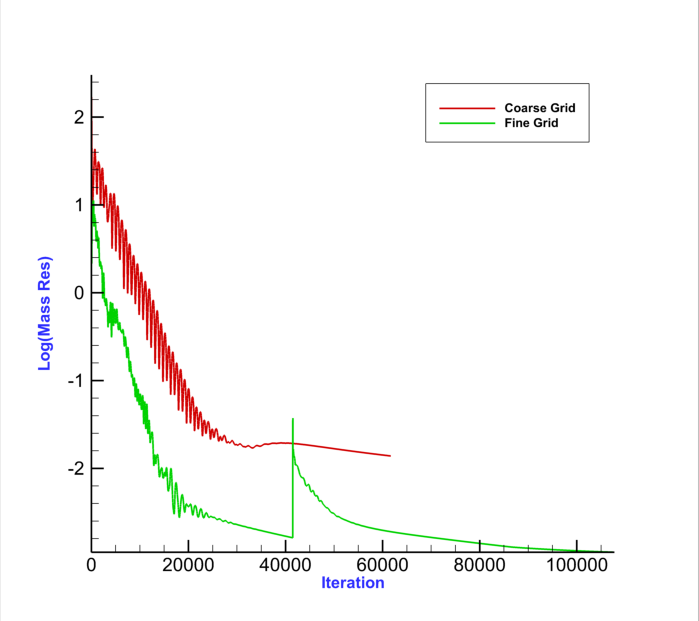 Coarse Grid
Fine Grid
2
1
0
-1
-2
Log(Mass Res)
0
20000
40000
60000
80000
100000
Iteration